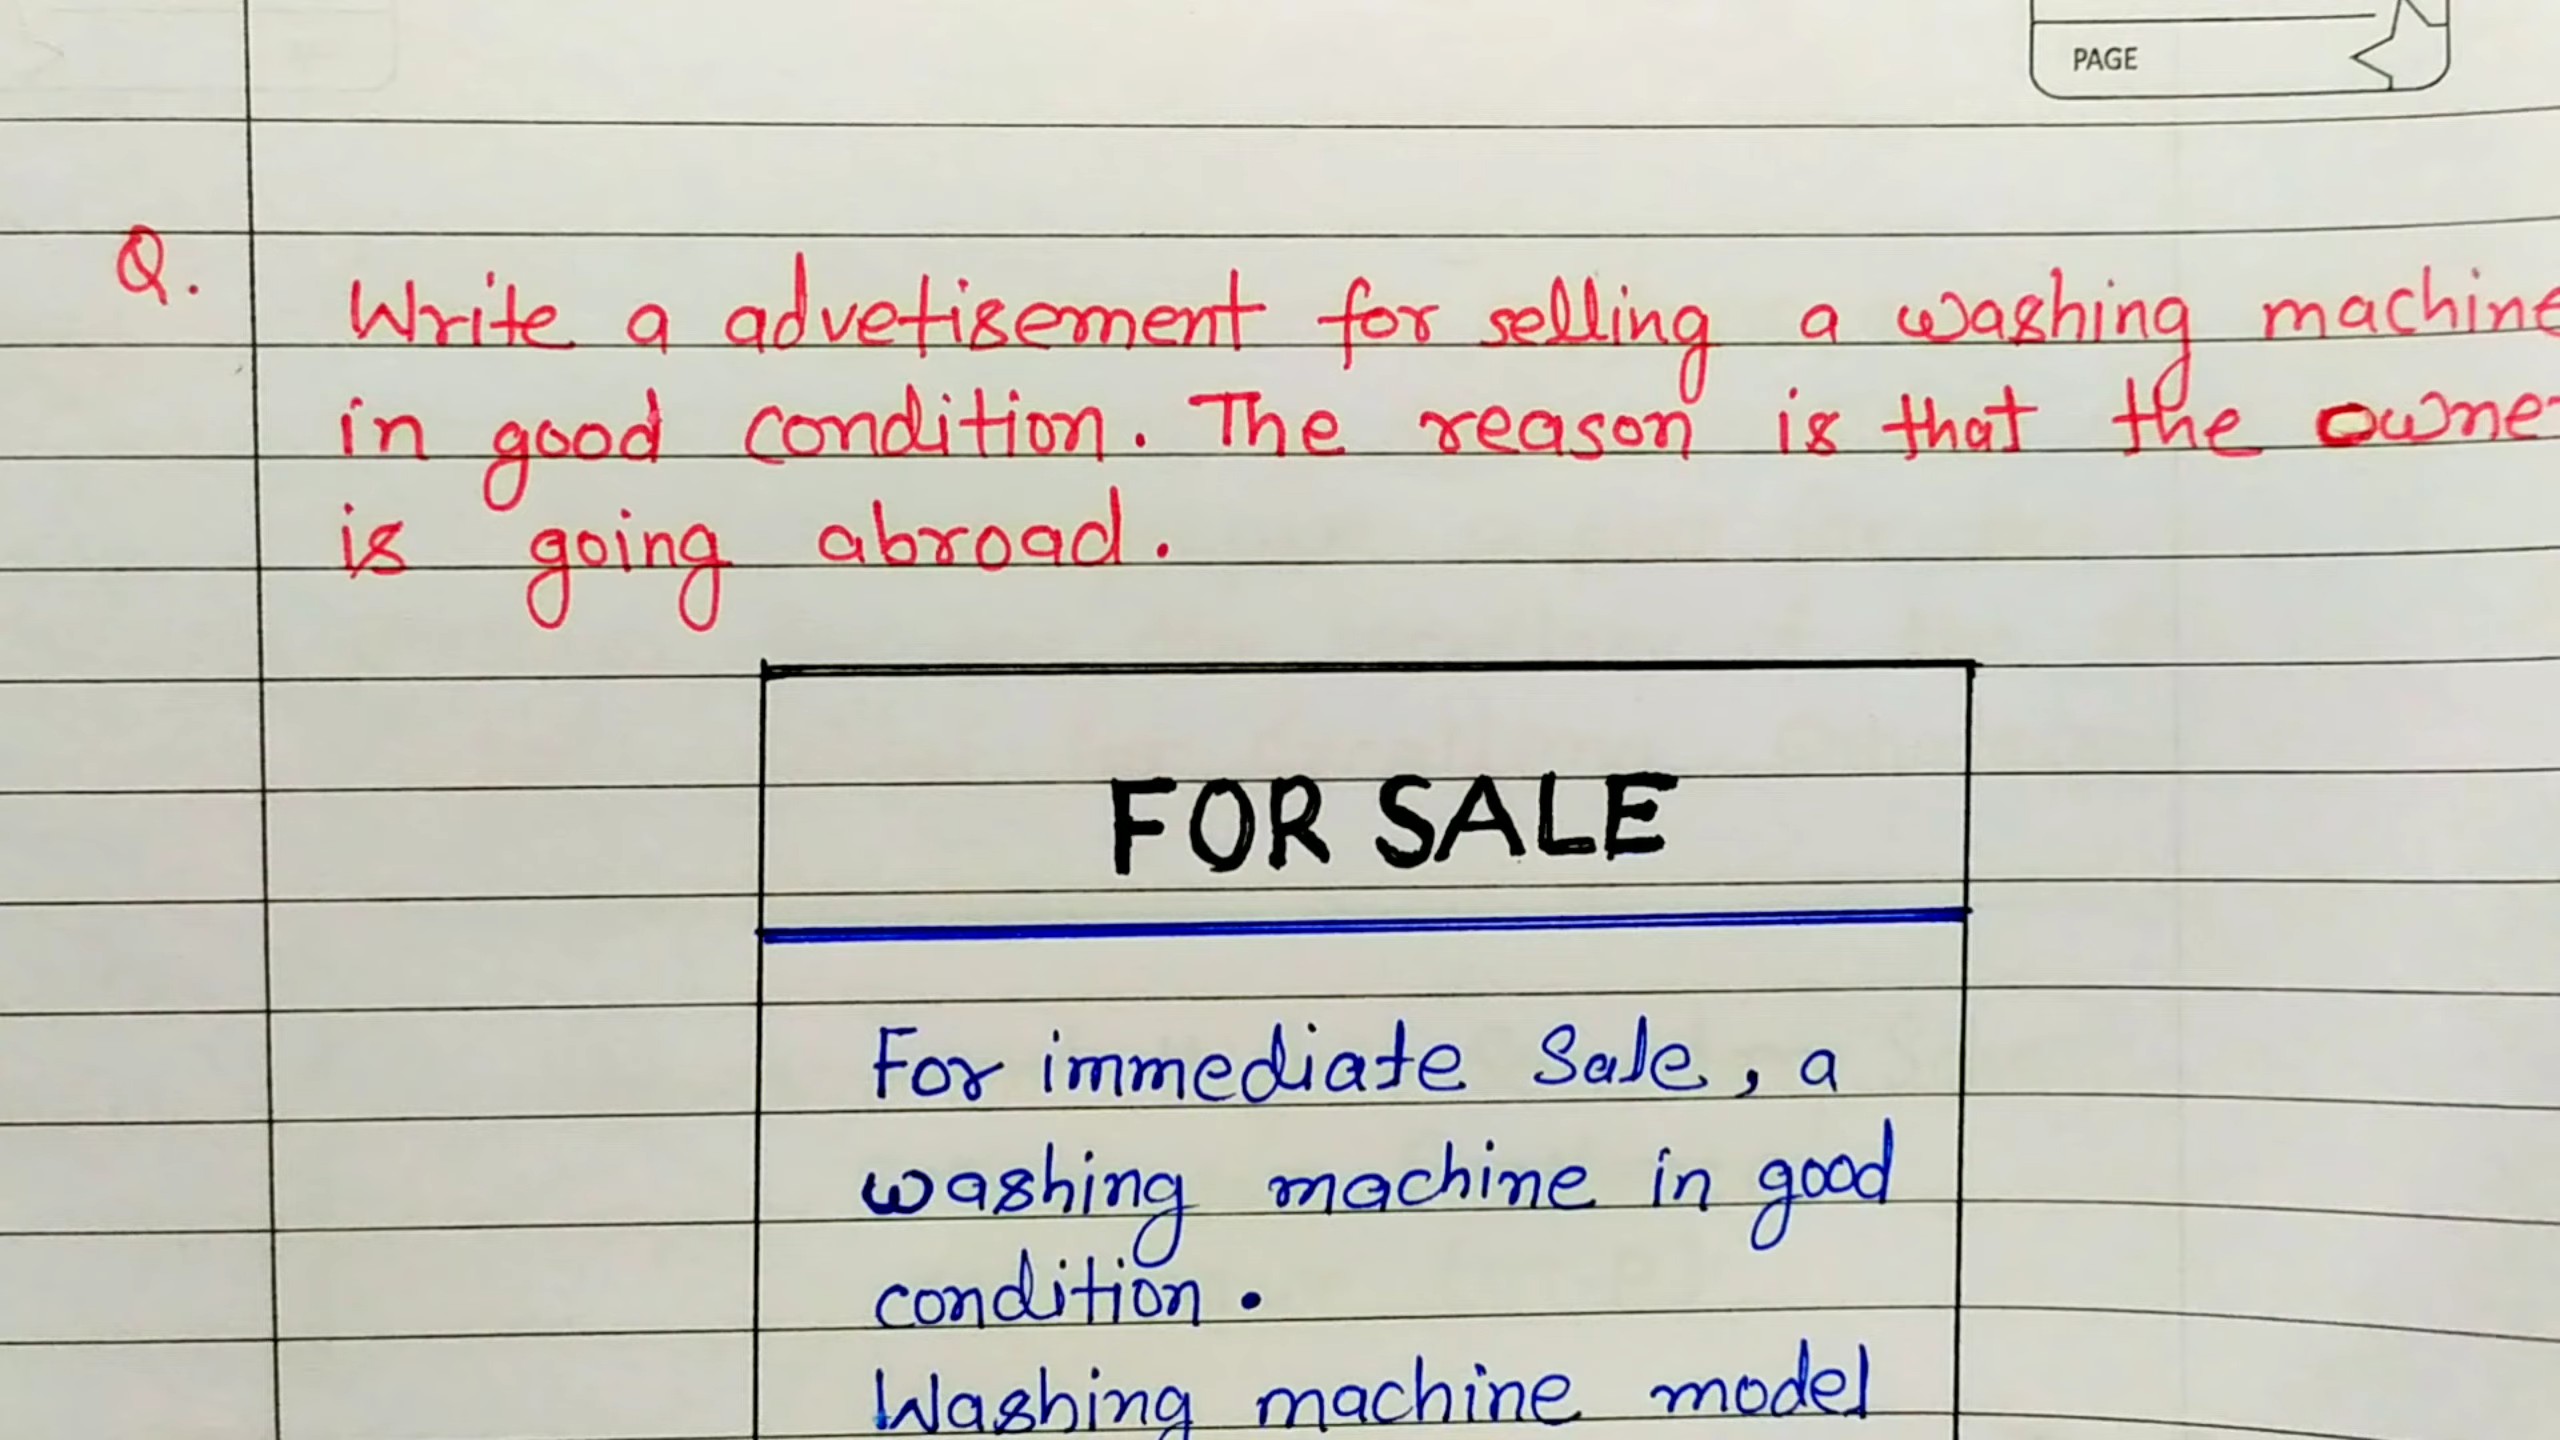 PAGE
Q. Write a advetisement for selling a washing machine
in good condition. The reason is that the owne
is going abroad.
FOR SALE
For immediate Sale, a
washing machine in good
condition.
Washing machine model